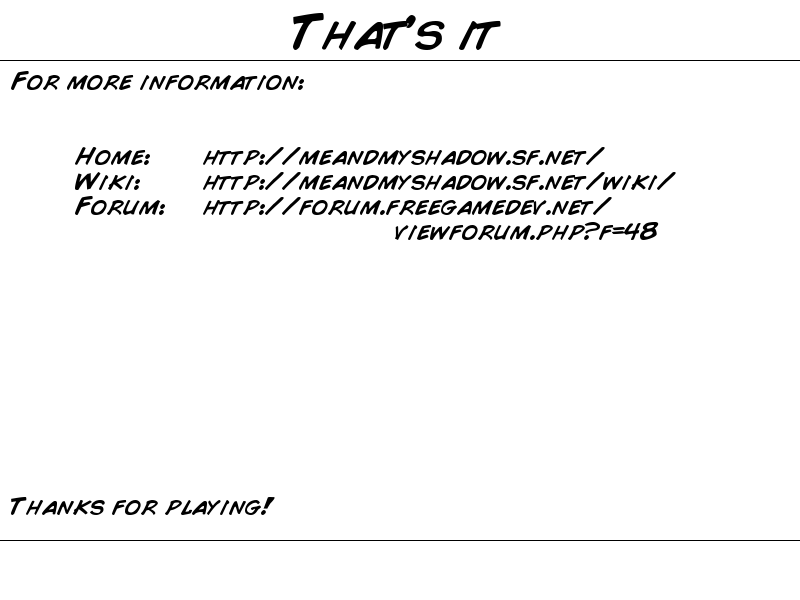 That's it
For more information:
Home: http://meandmyshadow.sf.net/
Wiki: http://meandmyshadow.sf.net/wiki/
Forum: http://forum.freegamedev.net/
viewforum.php?f=48
Thanks for playing!